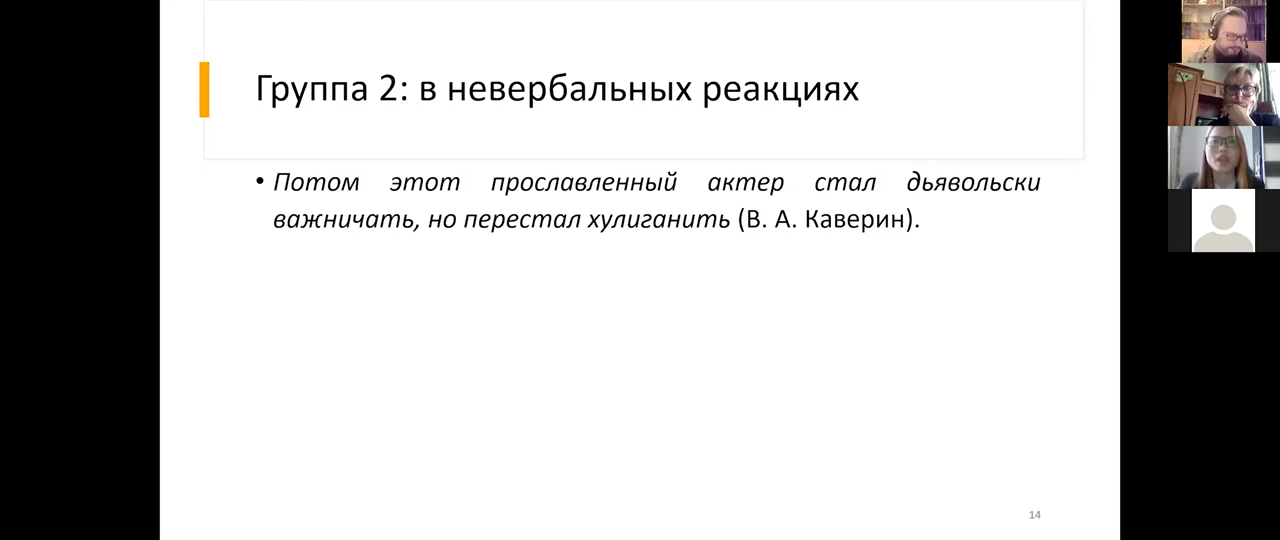 Группа 2: в невербальных реакциях
• Потом этот прославленный актер стал дьявольски
важничать, но перестал хулиганить (В. А. Каверин).
14